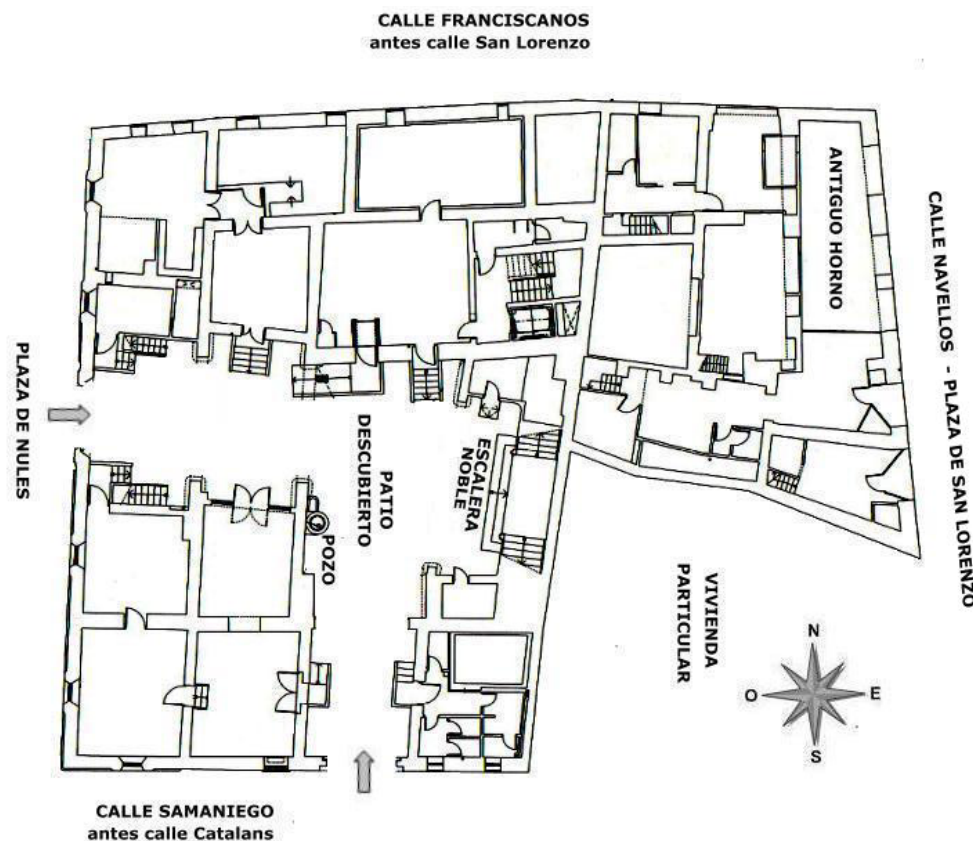 CALLE FRANCISCANOS
antes calle San Lorenzo
ANTIGUO HORNO
CALLE NAVELLOS - PLAZA DE SAN LORENZO
PLAZA DE NULES
PATIO
DESCUBIERTO
ESCALERA
NOBLE
POZO
VIVIENDA
PARTICULAR
N
O
E
S
CALLE SAMANIEGO
antes calle Catalans